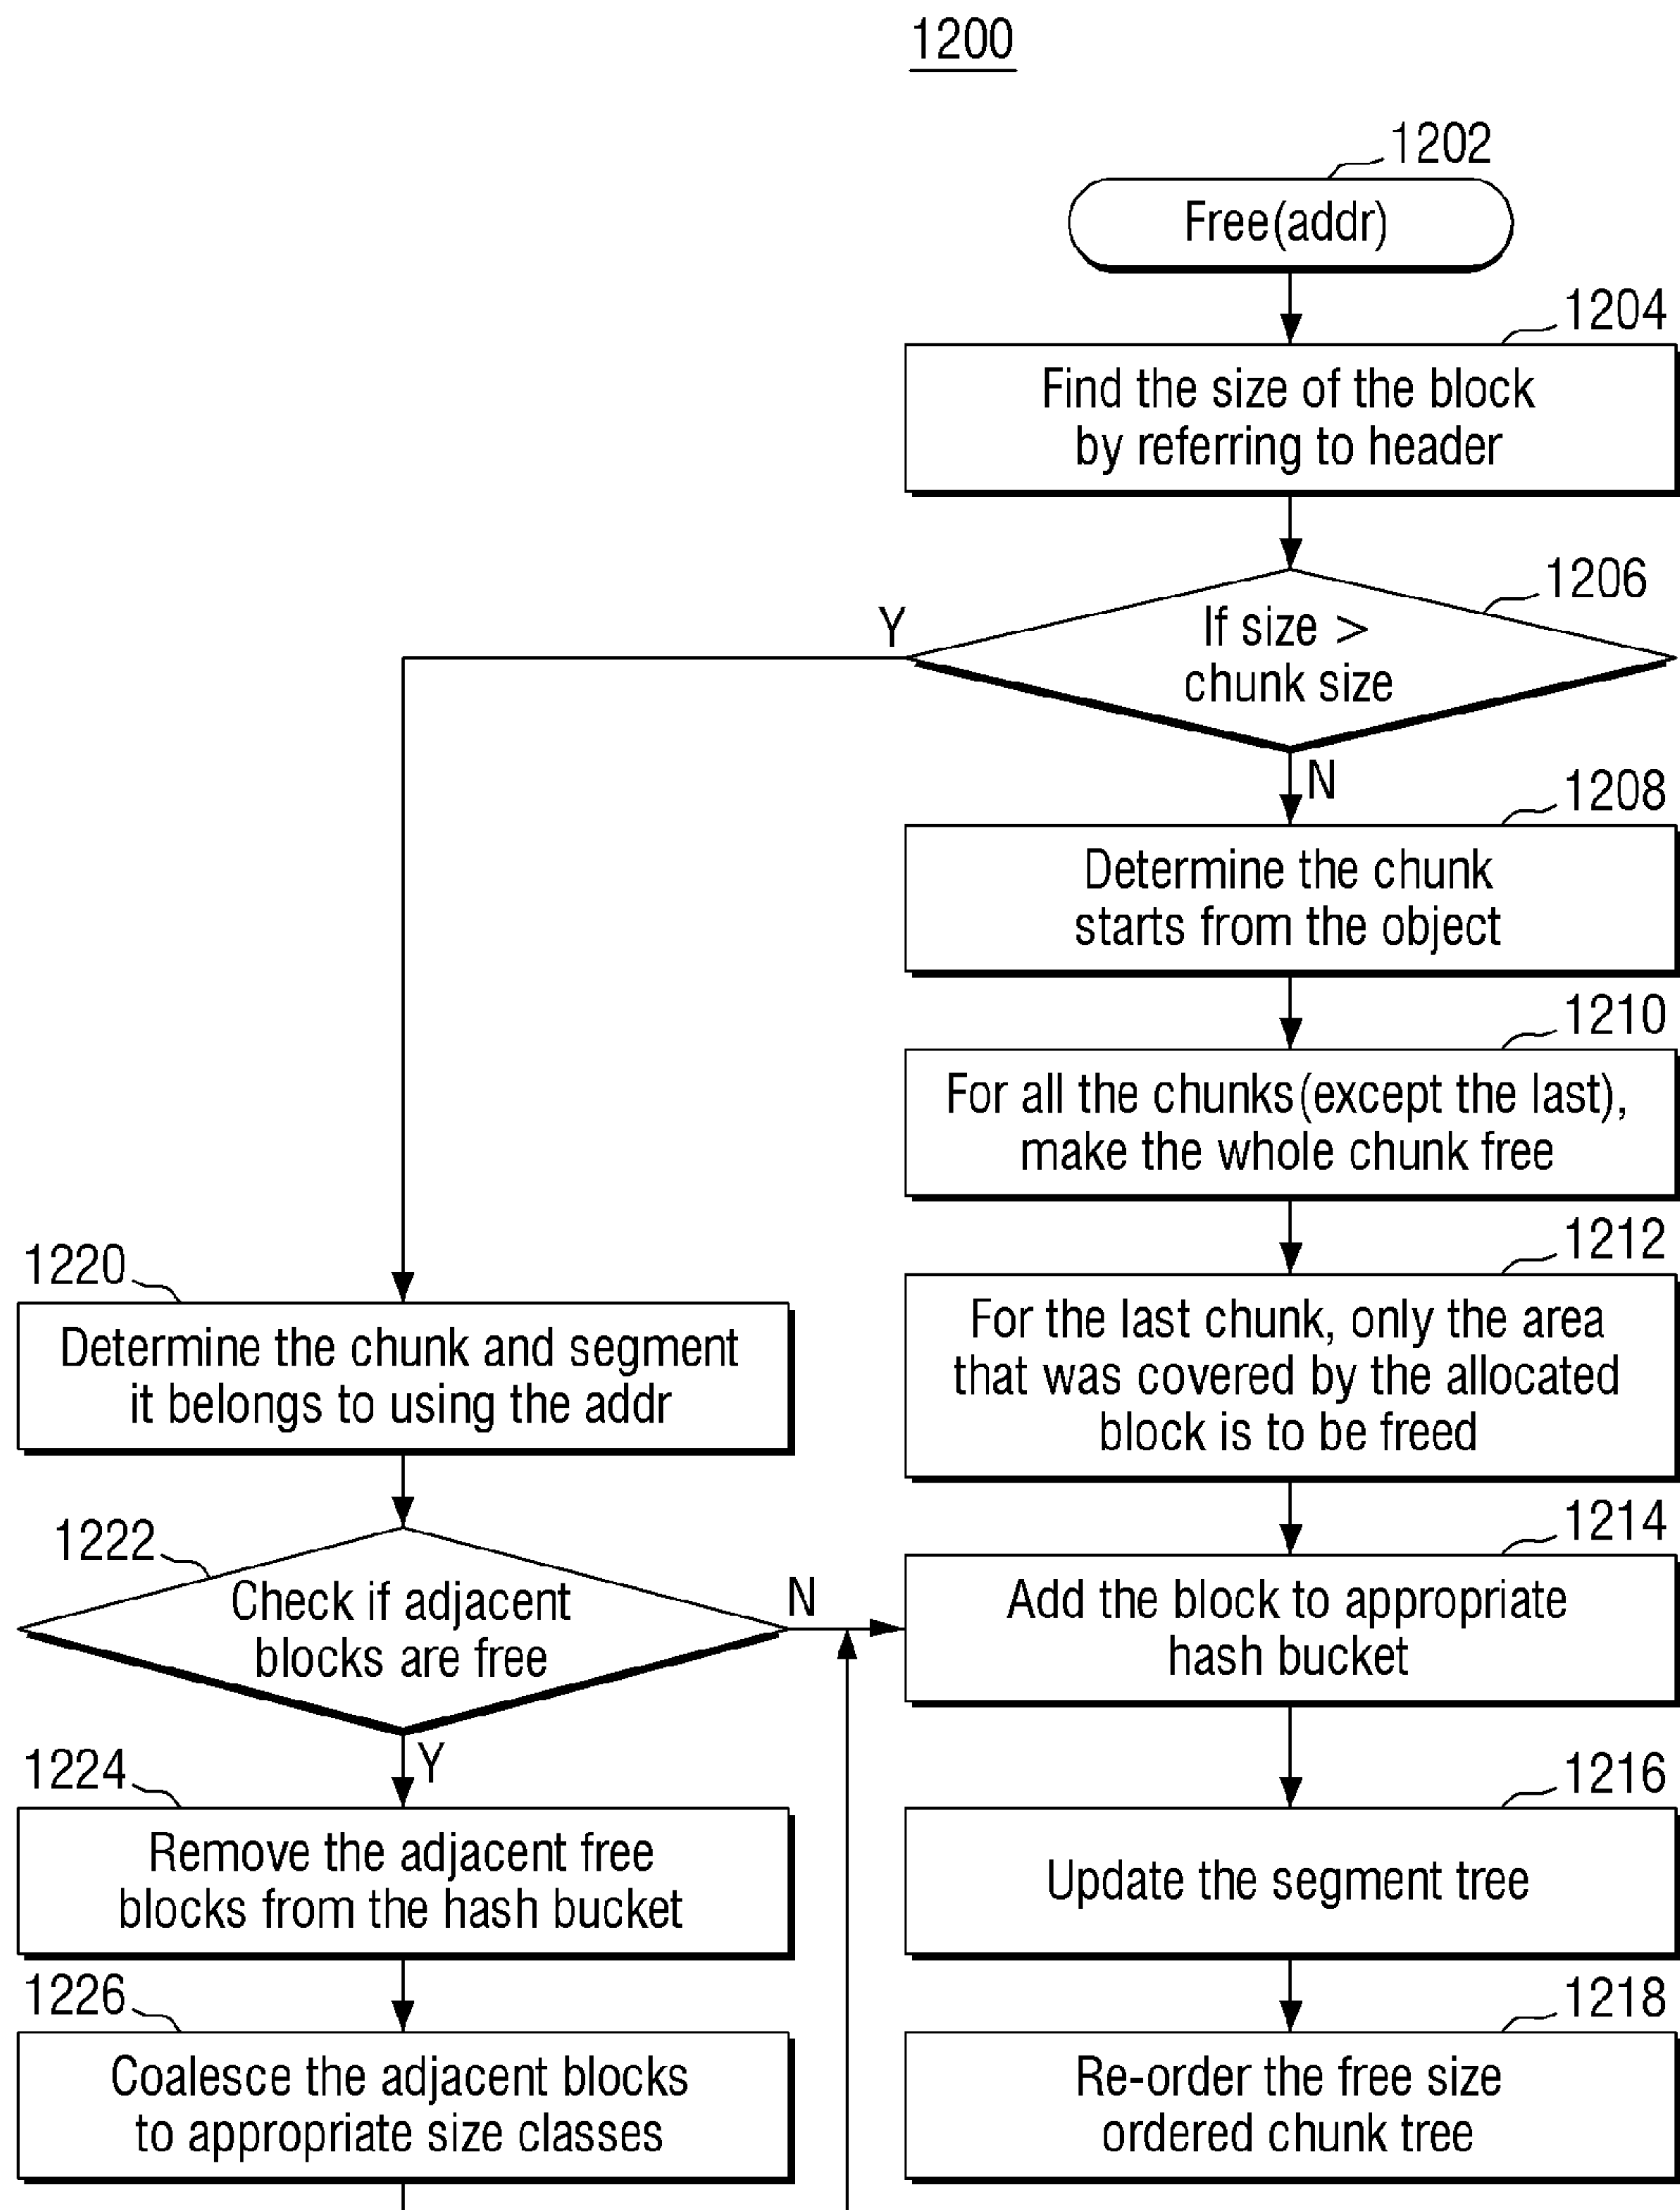 1200
1202
Free(addr)
1204
Find the size of the block
by referring to header
1206
If size >
chunk size
Y
N
1208
Determine the chunk
starts from the object
1210
For all the chunks(except the last),
make the whole chunk free
1212
For the last chunk, only the area
that was covered by the allocated
block is to be freed
1220
Determine the chunk and segment
it belongs to using the addr
1222
Check if adjacent
blocks are free
N
Y
1214
Add the block to appropriate
hash bucket
1224
Remove the adjacent free
blocks from the hash bucket
1216
Update the segment tree
1226
Coalesce the adjacent blocks
to appropriate size classes
1218
Re-order the free size
ordered chunk tree